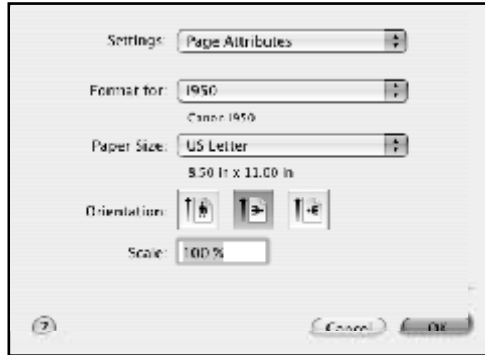 Settings: Page Attributes
Format for: i950
Canon i950
Paper Size: US Letter
8.50 in x 11.00 in
Orientation:
Scale: 100 %
? Cancel OK